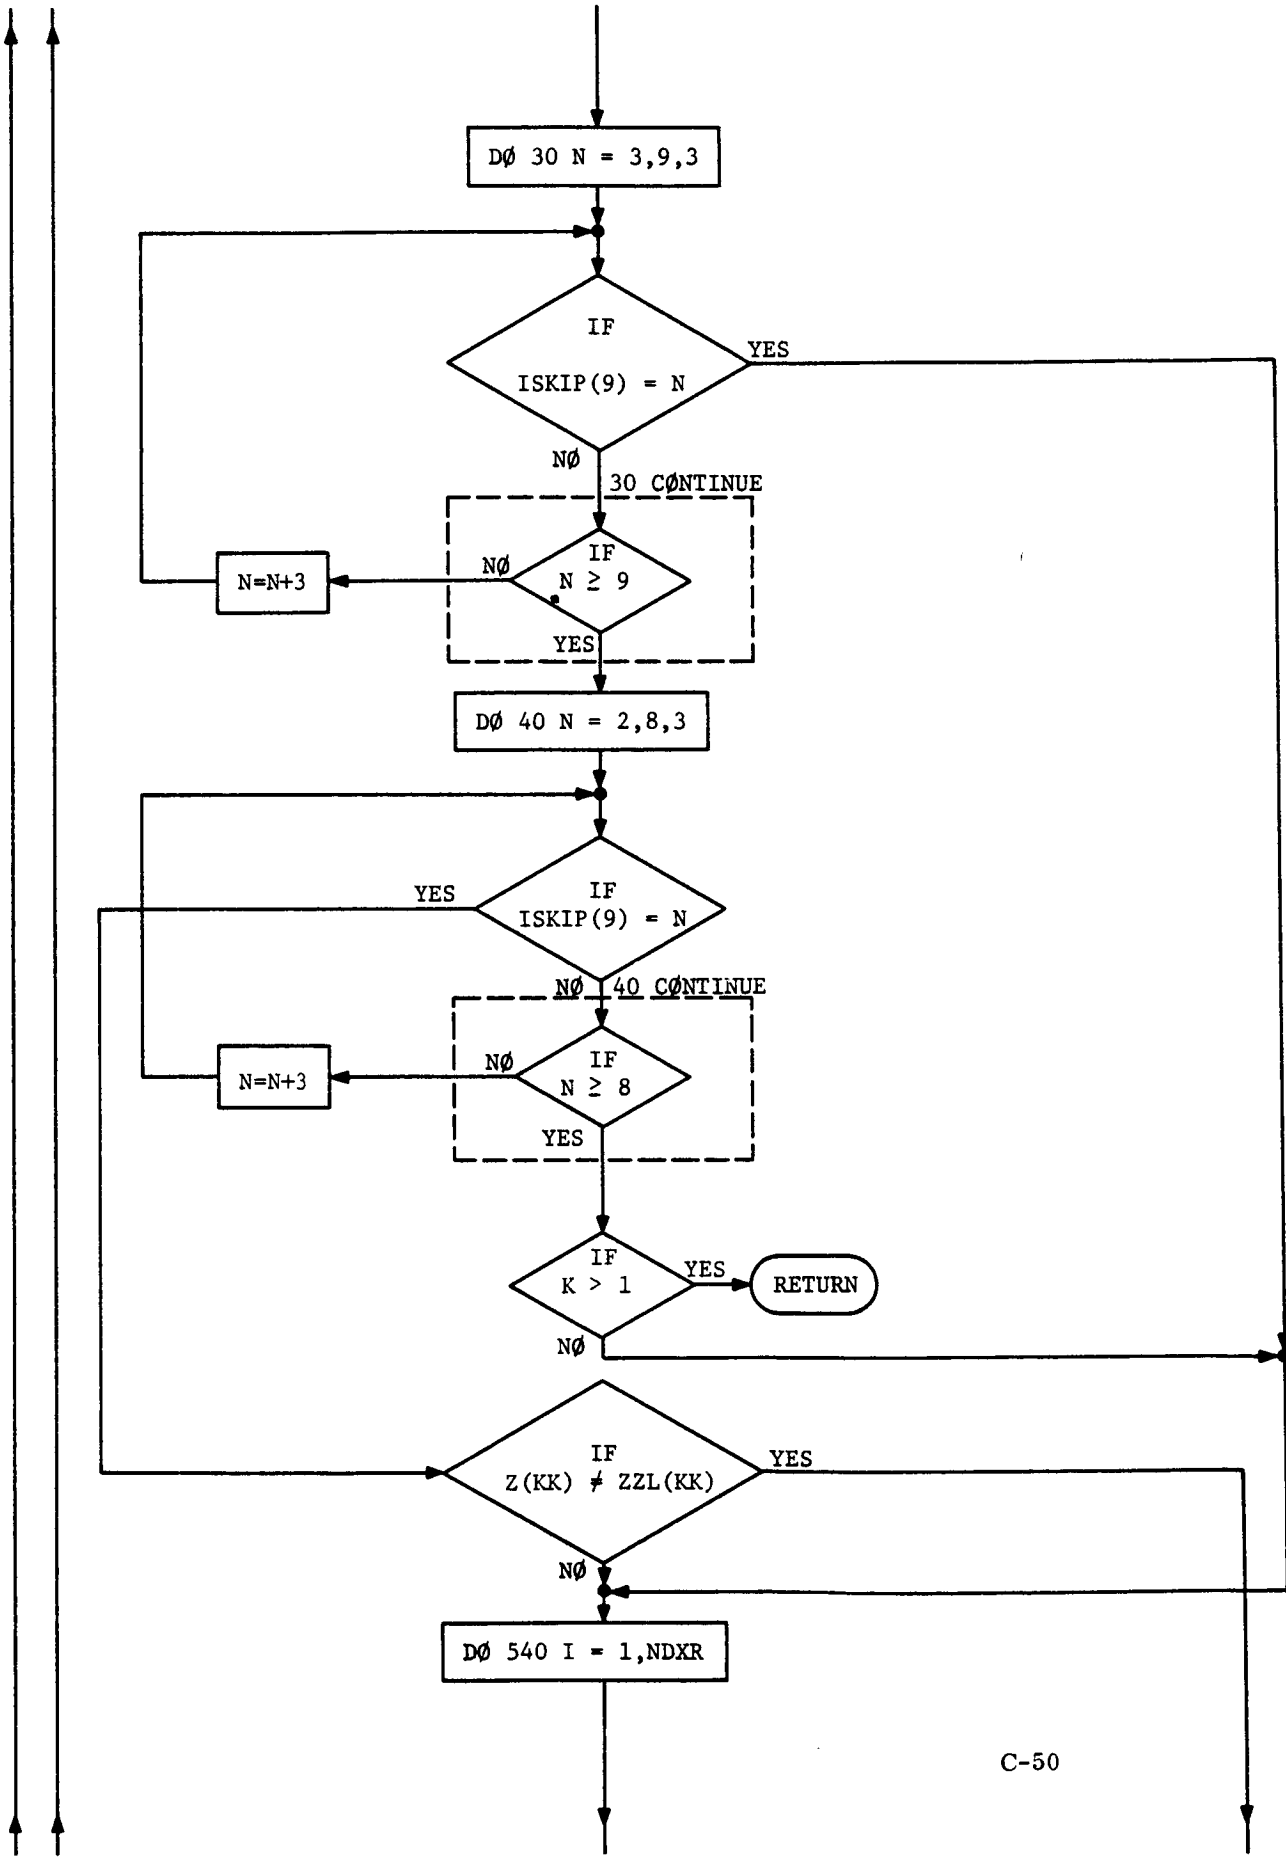 DØ 30 N = 3,9,3
IF
ISKIP(9) = N
YES
NØ
30 CØNTINUE
IF
N ≥ 9
NØ
N=N+3
YES
DØ 40 N = 2,8,3
IF
ISKIP(9) = N
YES
NØ
40 CØNTINUE
IF
N ≥ 8
NØ
N=N+3
YES
IF
K > 1
YES
RETURN
NØ
IF
Z(KK) ≠ ZZL(KK)
YES
NØ
DØ 540 I = 1,NDXR
C-50